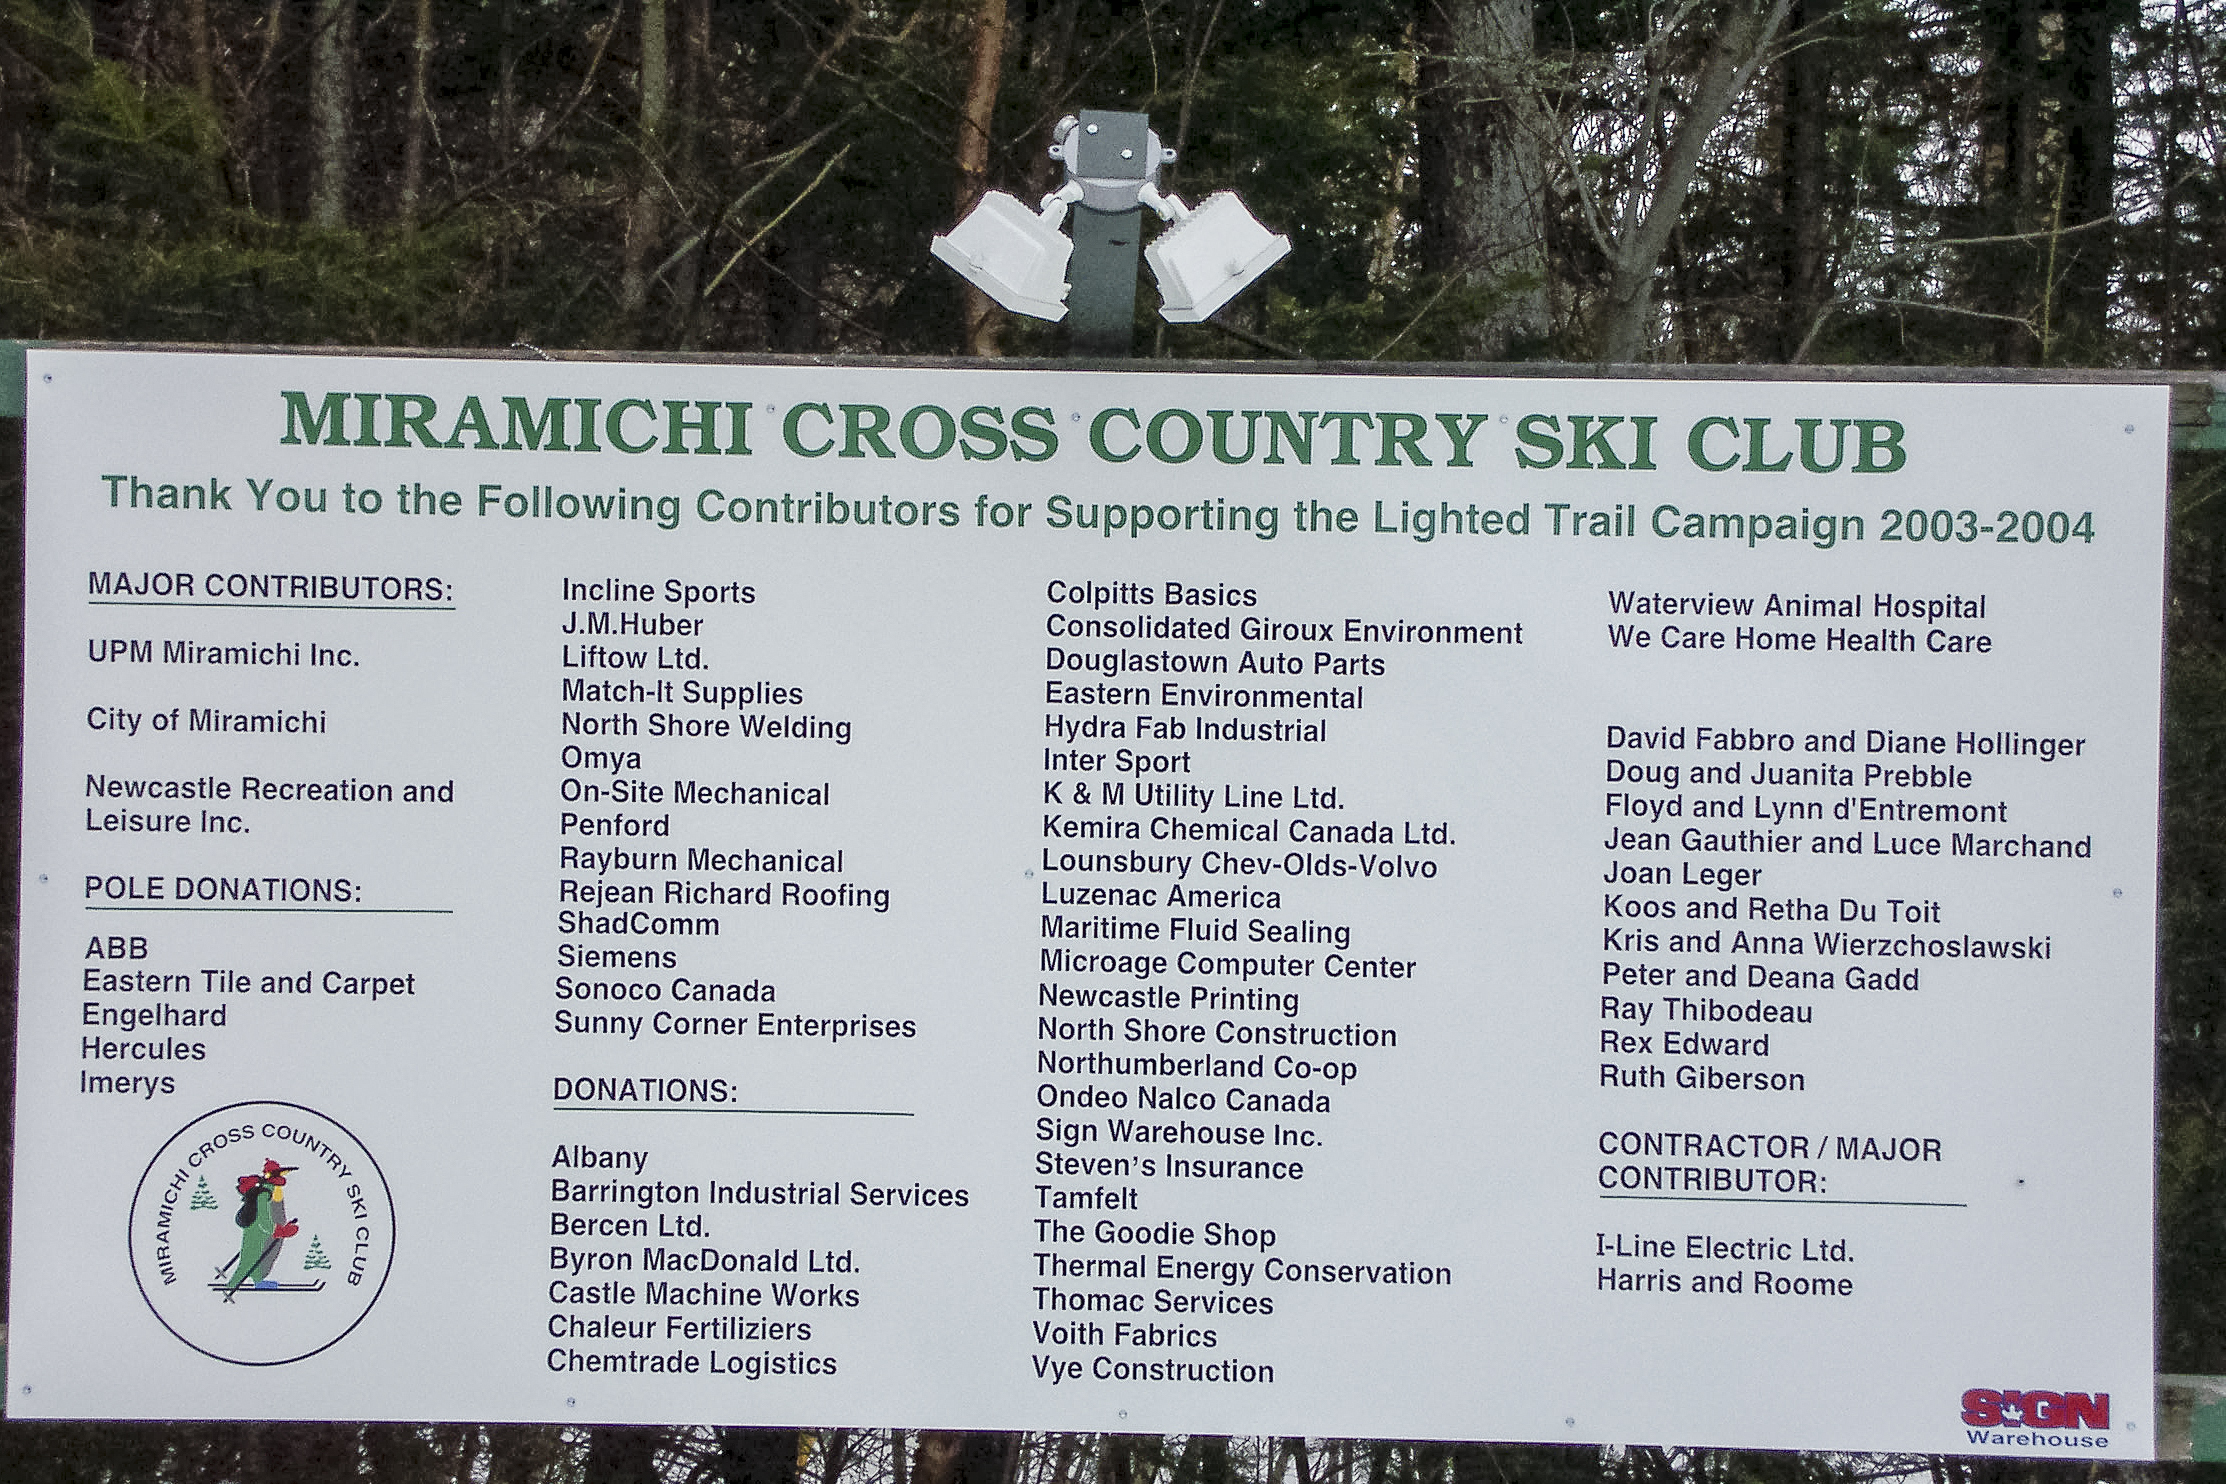 MIRAMICHI CROSS COUNTRY SKI CLUB
Thank You to the Following Contributors for Supporting the Lighted Trail Campaign 2003-2004
MAJOR CONTRIBUTORS:
UPM Miramichi Inc.
City of Miramichi
Newcastle Recreation and
Leisure Inc.
POLE DONATIONS:
ABB
Eastern Tile and Carpet
Engelhard
Hercules
Imerys
MIRAMICHI CROSS COUNTRY SKI CLUB
Incline Sports
J.M.Huber
Liftow Ltd.
Match-It Supplies
North Shore Welding
Omya
On-Site Mechanical
Penford
Rayburn Mechanical
Rejean Richard Roofing
ShadComm
Siemens
Sonoco Canada
Sunny Corner Enterprises
DONATIONS:
Albany
Barrington Industrial Services
Bercen Ltd.
Byron MacDonald Ltd.
Castle Machine Works
Chaleur Fertiliziers
Chemtrade Logistics
Colpitts Basics
Consolidated Giroux Environment
Douglastown Auto Parts
Eastern Environmental
Hydra Fab Industrial
Inter Sport
K & M Utility Line Ltd.
Kemira Chemical Canada Ltd.
Lounsbury Chev-Olds-Volvo
Luzenac America
Maritime Fluid Sealing
Microage Computer Center
Newcastle Printing
North Shore Construction
Northumberland Co-op
Ondeo Nalco Canada
Sign Warehouse Inc.
Steven's Insurance
Tamfelt
The Goodie Shop
Thermal Energy Conservation
Thomac Services
Voith Fabrics
Vye Construction
Waterview Animal Hospital
We Care Home Health Care
David Fabbro and Diane Hollinger
Doug and Juanita Prebble
Floyd and Lynn d'Entremont
Jean Gauthier and Luce Marchand
Joan Leger
Koos and Retha Du Toit
Kris and Anna Wierzchoslawski
Peter and Deana Gadd
Ray Thibodeau
Rex Edward
Ruth Giberson
CONTRACTOR / MAJOR
CONTRIBUTOR:
I-Line Electric Ltd.
Harris and Roome
SIGN
Warehouse